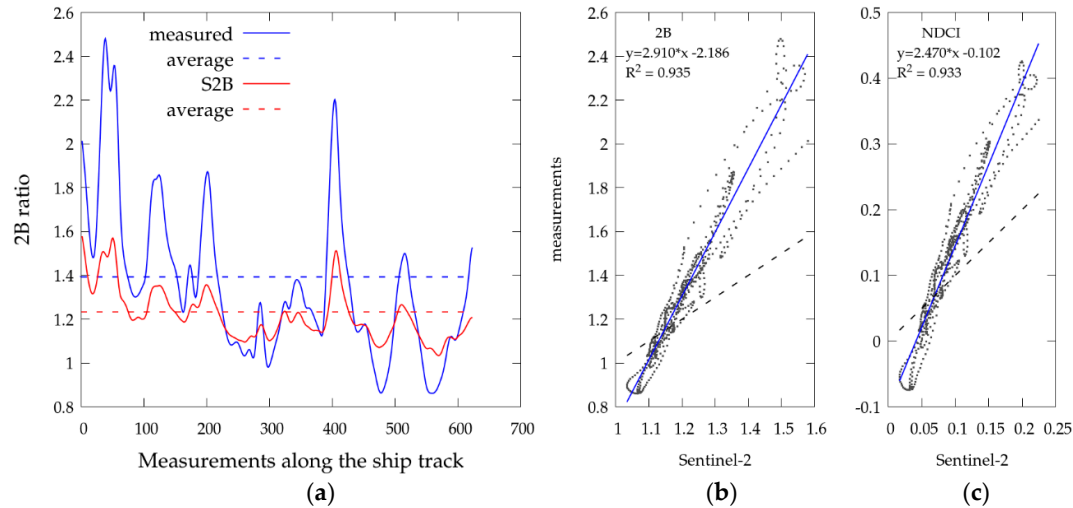 measured
average
S2B
average
2B ratio
2.6
2.4
2.2
2
1.8
1.6
1.4
1.2
1
0.8
0 100 200 300 400 500 600 700
Measurements along the ship track
(a)
2B
y=2.910*x -2.186
R² = 0.935
measurements
2.6
2.4
2.2
2
1.8
1.6
1.4
1.2
1
0.8
1 1.1 1.2 1.3 1.4 1.5 1.6
Sentinel-2
(b)
NDCI
y=2.470*x -0.102
R² = 0.933
0.5
0.4
0.3
0.2
0.1
0
-0.1
0 0.05 0.1 0.15 0.2 0.25
Sentinel-2
(c)